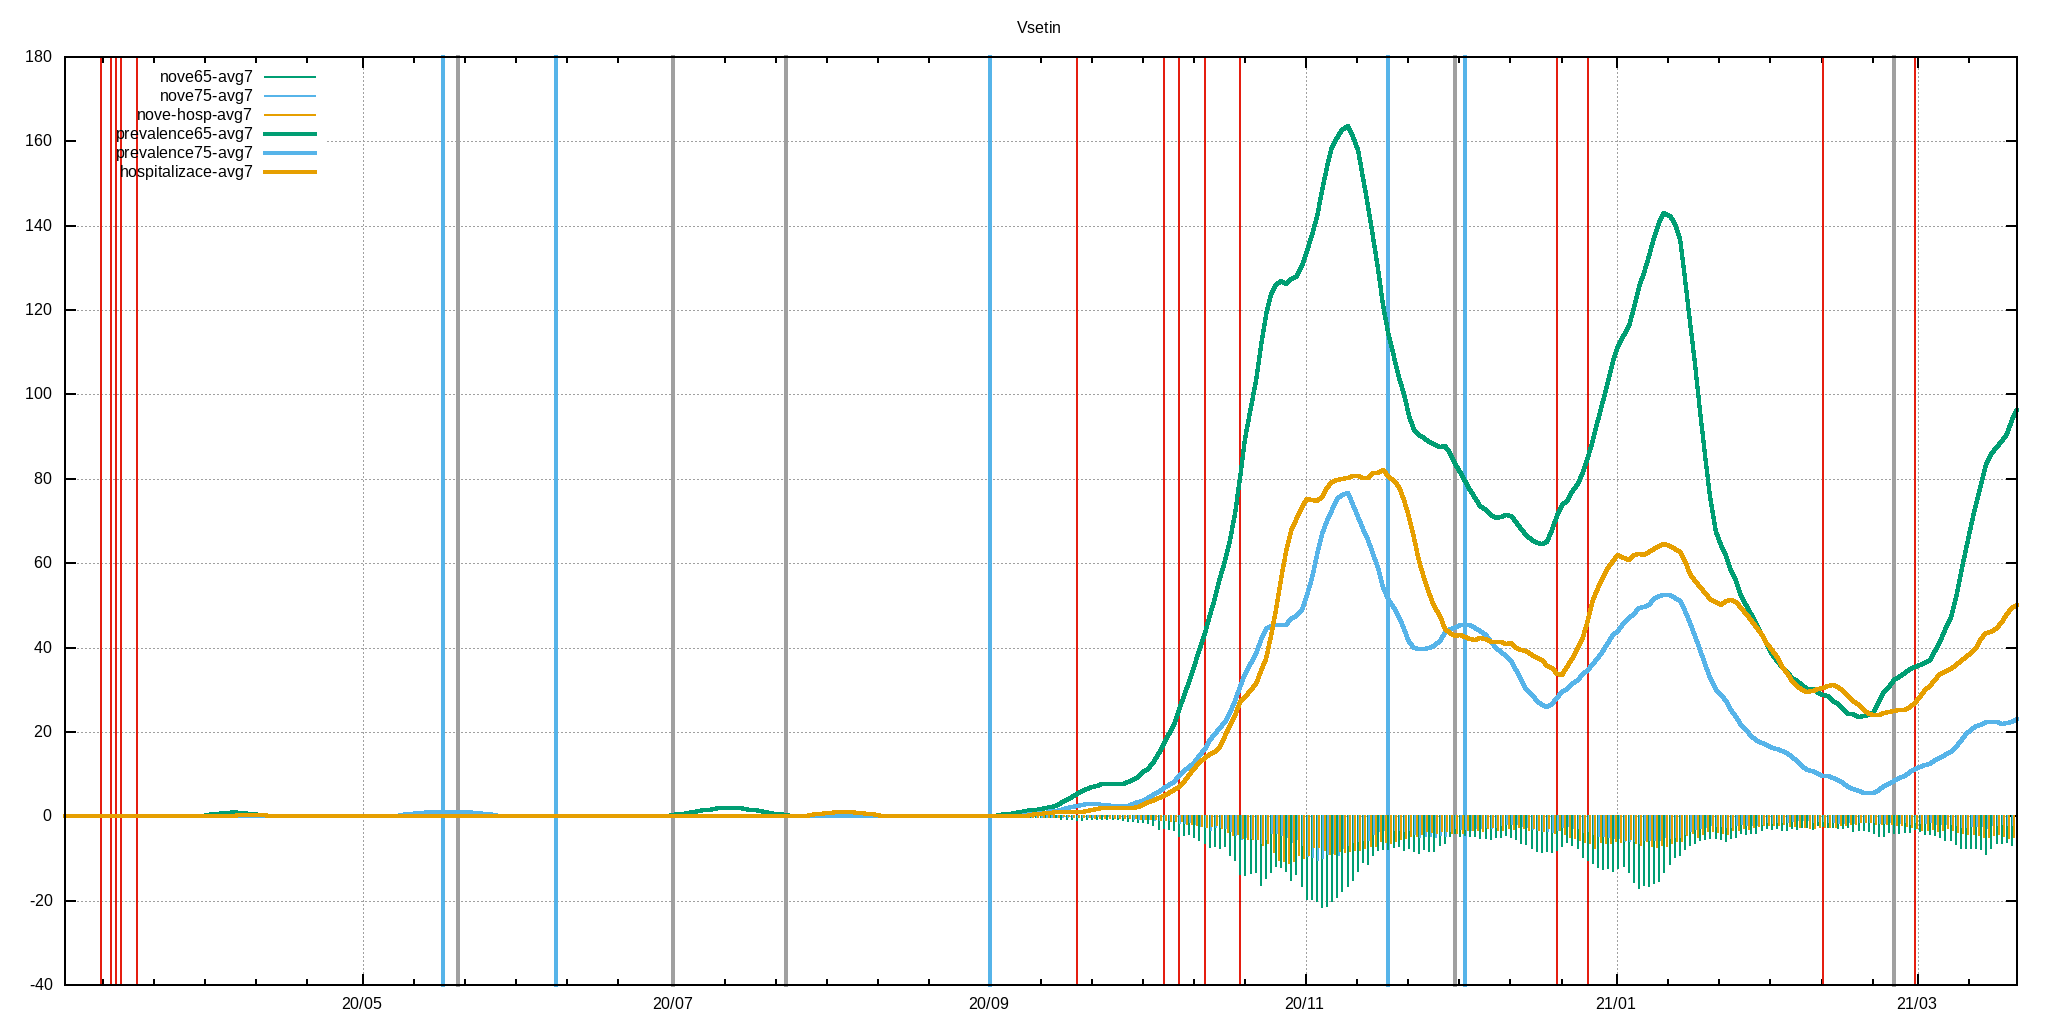 Vsetin
180
160
140
120
100
80
60
40
20
0
-20
-40
nove65-avg7
nove75-avg7
nove-hosp-avg7
prevalence65-avg7
prevalence75-avg7
hospitalizace-avg7
20/05 20/07 20/09 20/11 21/01 21/03